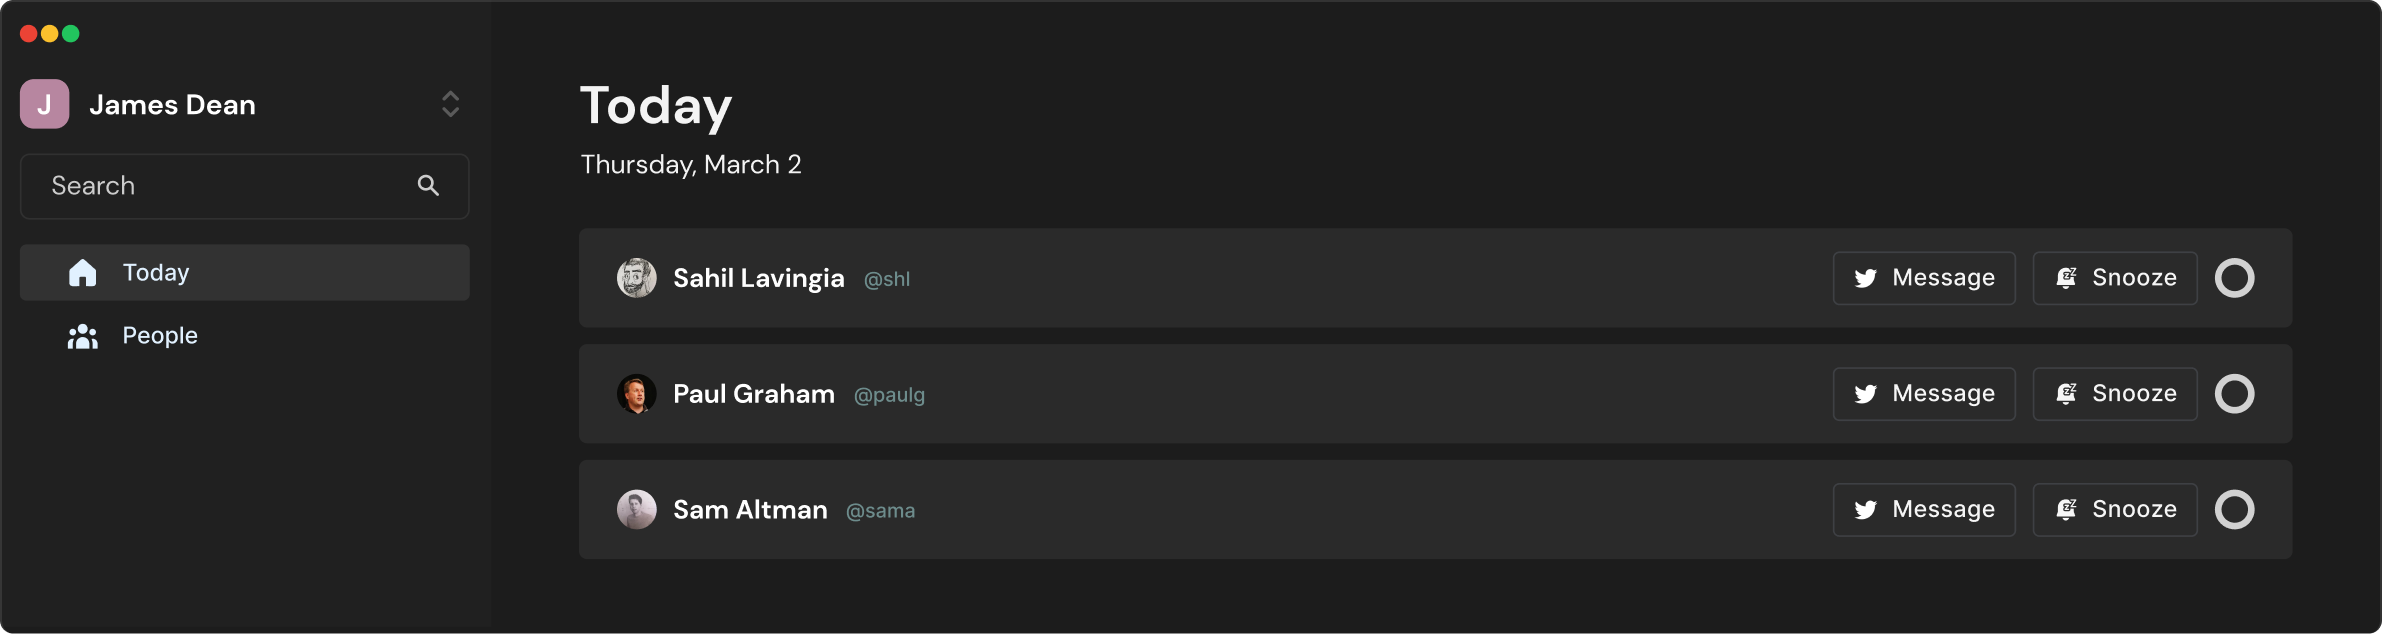 J James Dean
Search
Today
People
Today
Thursday, March 2
Sahil Lavingia @shl Message Snooze
Paul Graham @paulg Message Snooze
Sam Altman @sama Message Snooze